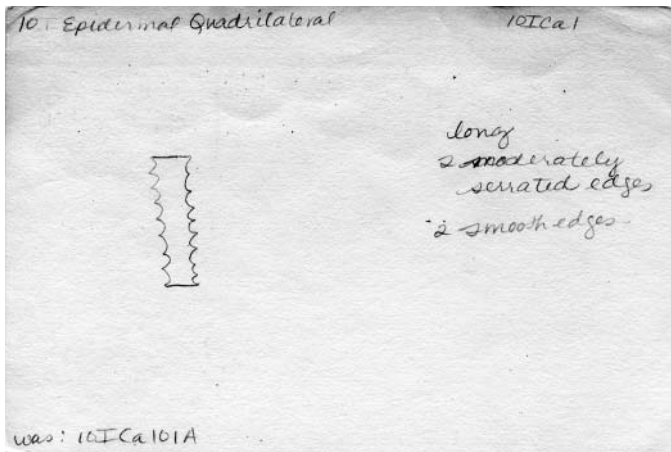 10. Epidermal Quadrilateral 10ICa1
long
2 moderately
serrated edges
2 smooth edges
was: 10ICa101A